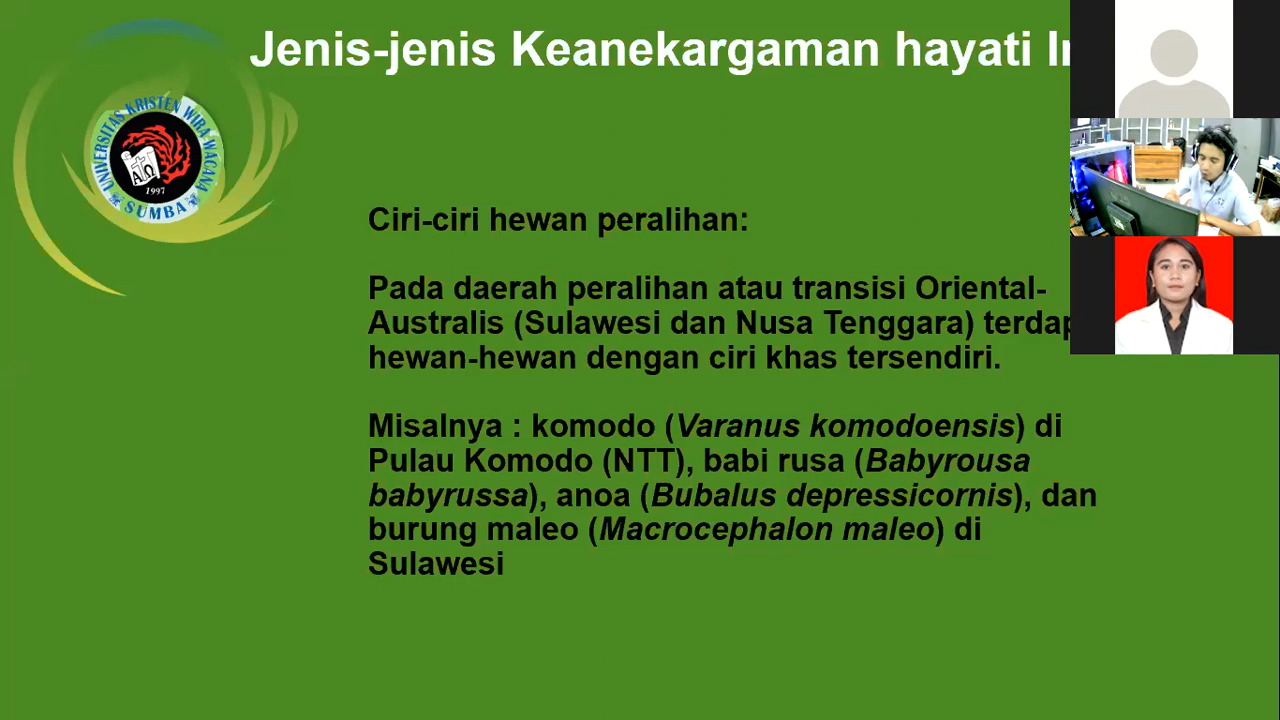 Jenis-jenis Keanekargaman hayati
UNIVERSITAS KRISTEN WIRA WACANA
A Ω
1997
SUMBA
Ciri-ciri hewan peralihan:
Pada daerah peralihan atau transisi Oriental-
Australis (Sulawesi dan Nusa Tenggara)
hewan-hewan dengan ciri khas tersendiri.
Misalnya : komodo (Varanus komodoensis) di
Pulau Komodo (NTT), babi rusa (Babyrousa
babyrussa), anoa (Bubalus depressicornis), dan
burung maleo (Macrocephalon maleo) di
Sulawesi